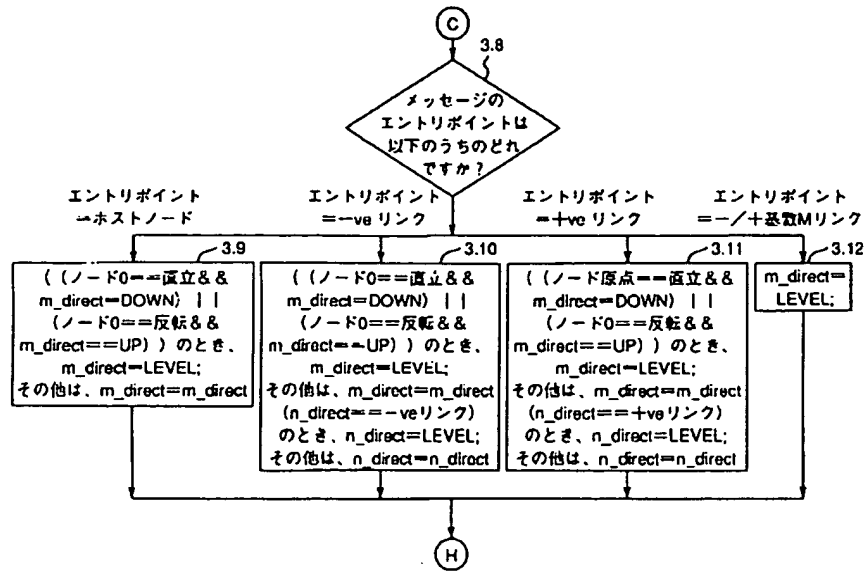 C
3.8
メッセージの
エントリポイントは
以下のうちのどれ
ですか？
エントリポイント
=ホストノード
エントリポイント
=-ve リンク
エントリポイント
=+ve リンク
エントリポイント
=-/+基数Mリンク
3.9
((ノード0==直立&&
m_direct=DOWN) ||
(ノード0==反転&&
m_direct==UP)) のとき、
m_direct=LEVEL;
その他は、m_direct=m_direct
3.10
((ノード0==直立&&
m_direct=DOWN) ||
(ノード0==反転&&
m_direct==UP)) のとき、
m_direct=LEVEL;
その他は、m_direct=m_direct
(n_direct==-veリンク)
のとき、n_direct=LEVEL;
その他は、n_direct=n_direct
3.11
((ノード原点==直立&&
m_direct=DOWN) ||
(ノード0==反転&&
m_direct==UP)) のとき、
m_direct=LEVEL;
その他は、m_direct=m_direct
(n_direct==+veリンク)
のとき、n_direct=LEVEL;
その他は、n_direct=n_direct
3.12
m_direct=
LEVEL;
H